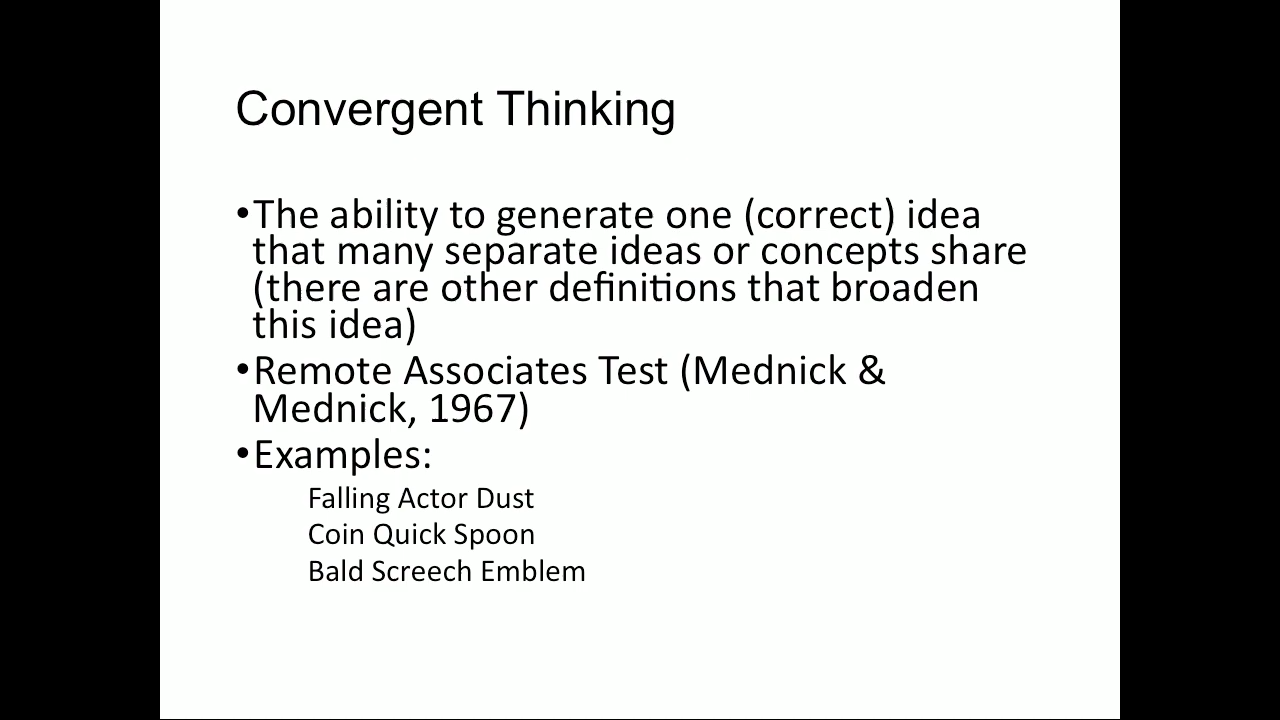 Convergent Thinking
•The ability to generate one (correct) idea
that many separate ideas or concepts share
(there are other definitions that broaden
this idea)
•Remote Associates Test (Mednick &
Mednick, 1967)
•Examples:
Falling Actor Dust
Coin Quick Spoon
Bald Screech Emblem